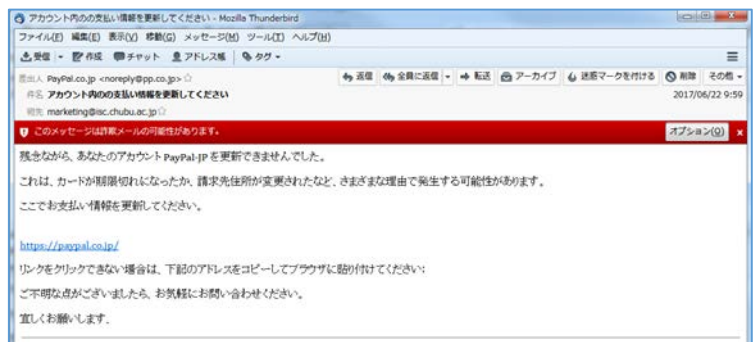 アカウント内のの支払い情報を更新してください - Mozilla Thunderbird
ファイル(F) 編集(E) 表示(V) 移動(G) メッセージ(M) ツール(T) ヘルプ(H)
受信 作成 チャット アドレス帳 タグ
差出人 PayPal.co.jp <noreply@pp.co.jp> 返信 全員に返信 転送 アーカイブ 迷惑マークを付ける 削除 その他
件名 アカウント内のの支払い情報を更新してください 2017/06/22 9:59
宛先 marketing@isc.chubu.ac.jp
このメッセージは詐欺メールの可能性があります。 オプション(O) x
残念ながら、あなたのアカウント PayPal-JP を更新できませんでした。
これは、カードが期限切れになったか、請求先住所が変更されたなど、さまざまな理由で発生する可能性があります。
ここでお支払い情報を更新してください。
https://paypal.co.jp/
リンクをクリックできない場合は、下記のアドレスをコピーしてブラウザに貼り付けてください:
ご不明な点がございましたら、お気軽にお問い合わせください。
宜しくお願いします.